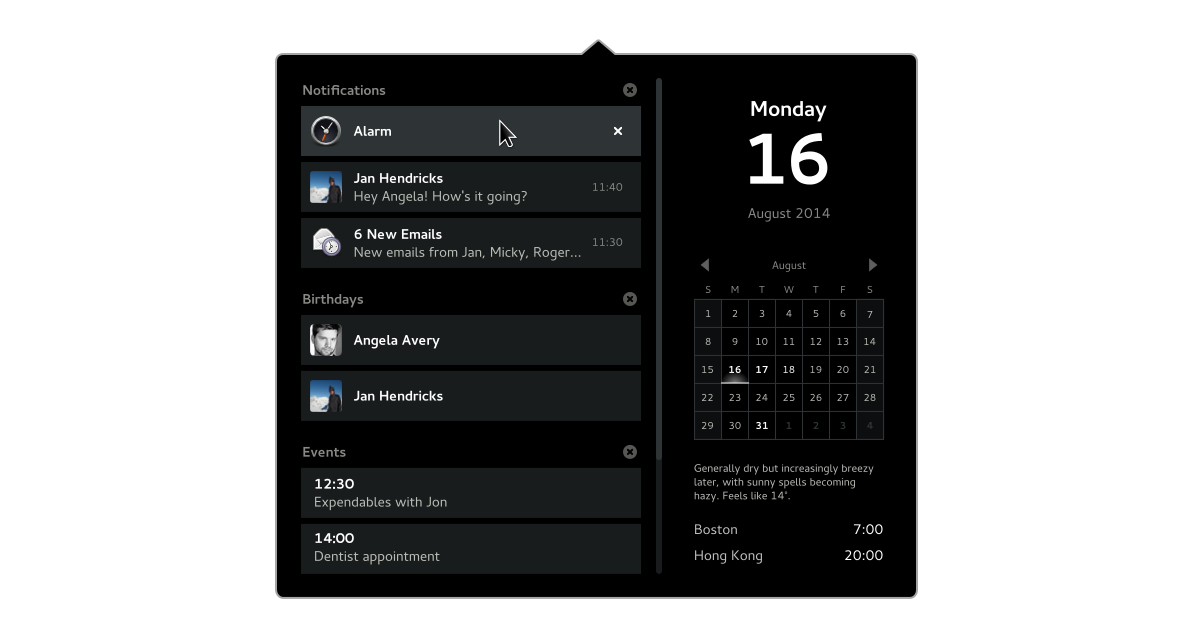 Notifications
Alarm
Jan Hendricks
Hey Angela! How's it going?
11:40
6 New Emails
New emails from Jan, Micky, Roger...
11:30
Birthdays
Angela Avery
Jan Hendricks
Events
12:30
Expendables with Jon
14:00
Dentist appointment
Monday
16
August 2014
August
S M T W T F S
1 2 3 4 5 6 7
8 9 10 11 12 13 14
15 16 17 18 19 20 21
22 23 24 25 26 27 28
29 30 31 1 2 3 4
Generally dry but increasingly breezy
later, with sunny spells becoming
hazy. Feels like 14°.
Boston 7:00
Hong Kong 20:00